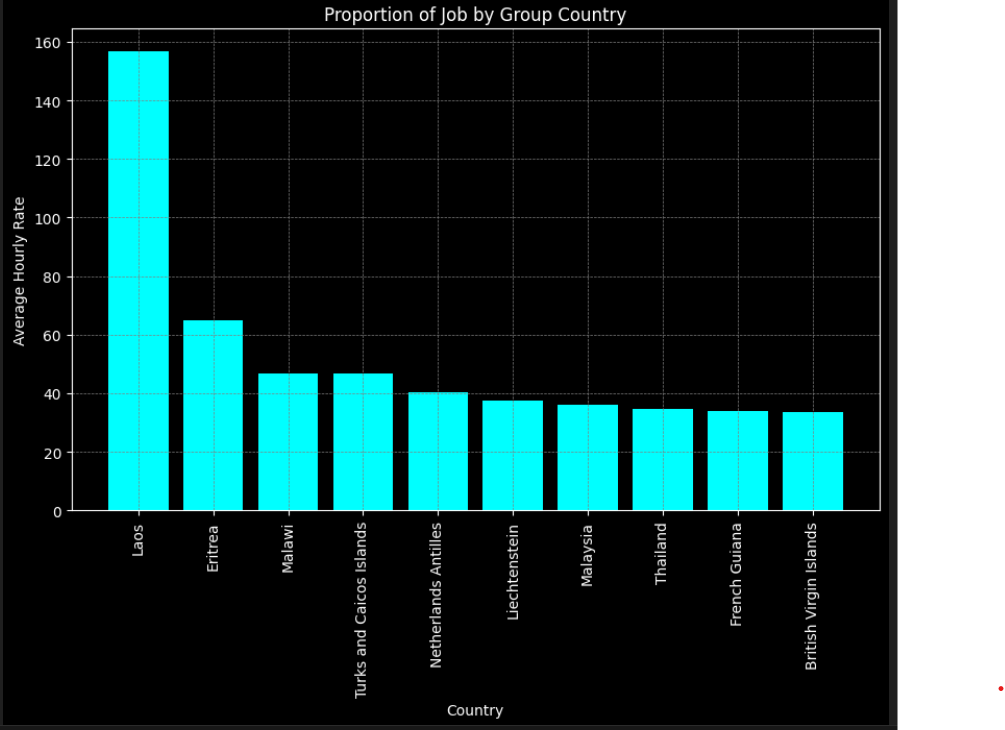 Proportion of Job by Group Country
Average Hourly Rate
160
140
120
100
80
60
40
20
0
Laos
Eritrea
Malawi
Turks and Caicos Islands
Netherlands Antilles
Liechtenstein
Malaysia
Thailand
French Guiana
British Virgin Islands
Country